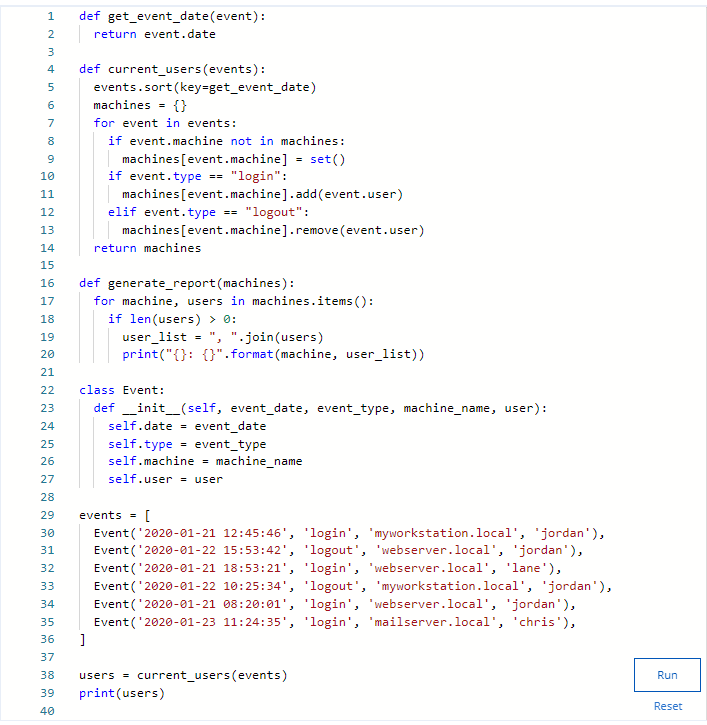 1 def get_event_date(event):
2   return event.date
3
4 def current_users(events):
5   events.sort(key=get_event_date)
6   machines = {}
7   for event in events:
8     if event.machine not in machines:
9       machines[event.machine] = set()
10     if event.type == "login":
11       machines[event.machine].add(event.user)
12     elif event.type == "logout":
13       machines[event.machine].remove(event.user)
14   return machines
15
16 def generate_report(machines):
17   for machine, users in machines.items():
18     if len(users) > 0:
19       user_list = ", ".join(users)
20       print("{}: {}".format(machine, user_list))
21
22 class Event:
23   def __init__(self, event_date, event_type, machine_name, user):
24     self.date = event_date
25     self.type = event_type
26     self.machine = machine_name
27     self.user = user
28
29 events = [
30   Event('2020-01-21 12:45:46', 'login', 'myworkstation.local', 'jordan'),
31   Event('2020-01-22 15:53:42', 'logout', 'webserver.local', 'jordan'),
32   Event('2020-01-21 18:53:21', 'login', 'webserver.local', 'lane'),
33   Event('2020-01-22 10:25:34', 'logout', 'myworkstation.local', 'jordan'),
34   Event('2020-01-21 08:20:01', 'login', 'webserver.local', 'jordan'),
35   Event('2020-01-23 11:24:35', 'login', 'mailserver.local', 'chris'),
36 ]
37
38 users = current_users(events)
39 print(users)
40
Run
Reset